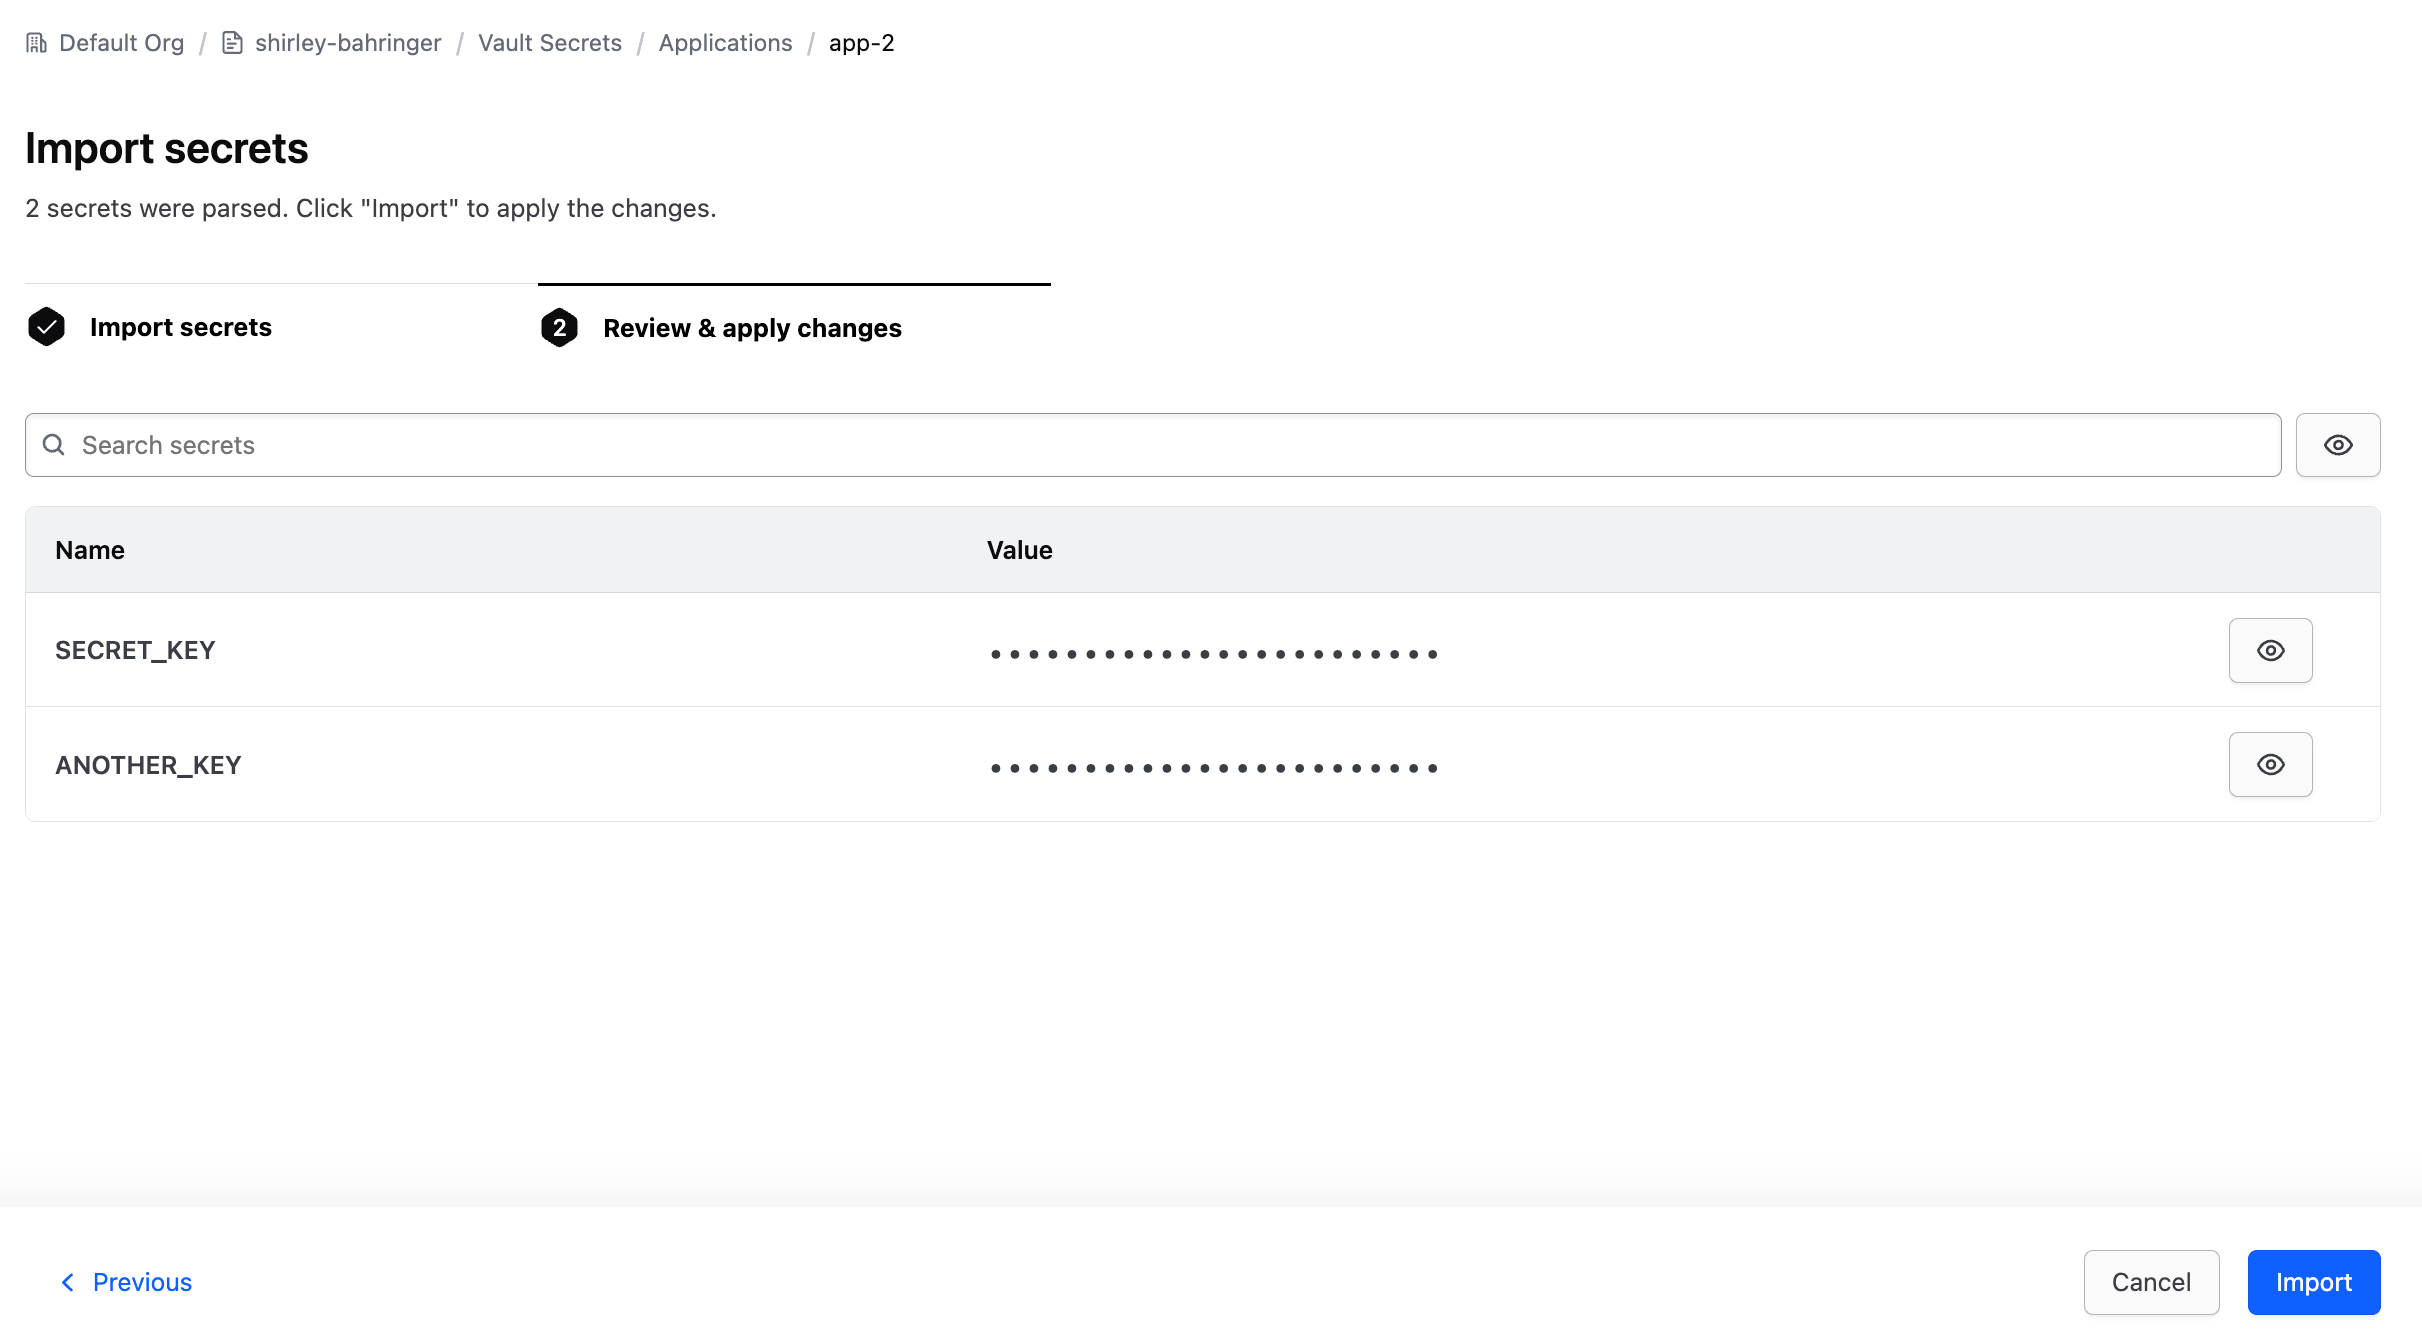 Default Org / shirley-bahringer / Vault Secrets / Applications / app-2
Import secrets
2 secrets were parsed. Click "Import" to apply the changes.
Import secrets
2 Review & apply changes
Search secrets
Name Value
SECRET_KEY ••••••••••••••••••••••••
ANOTHER_KEY ••••••••••••••••••••••••
Previous Cancel Import